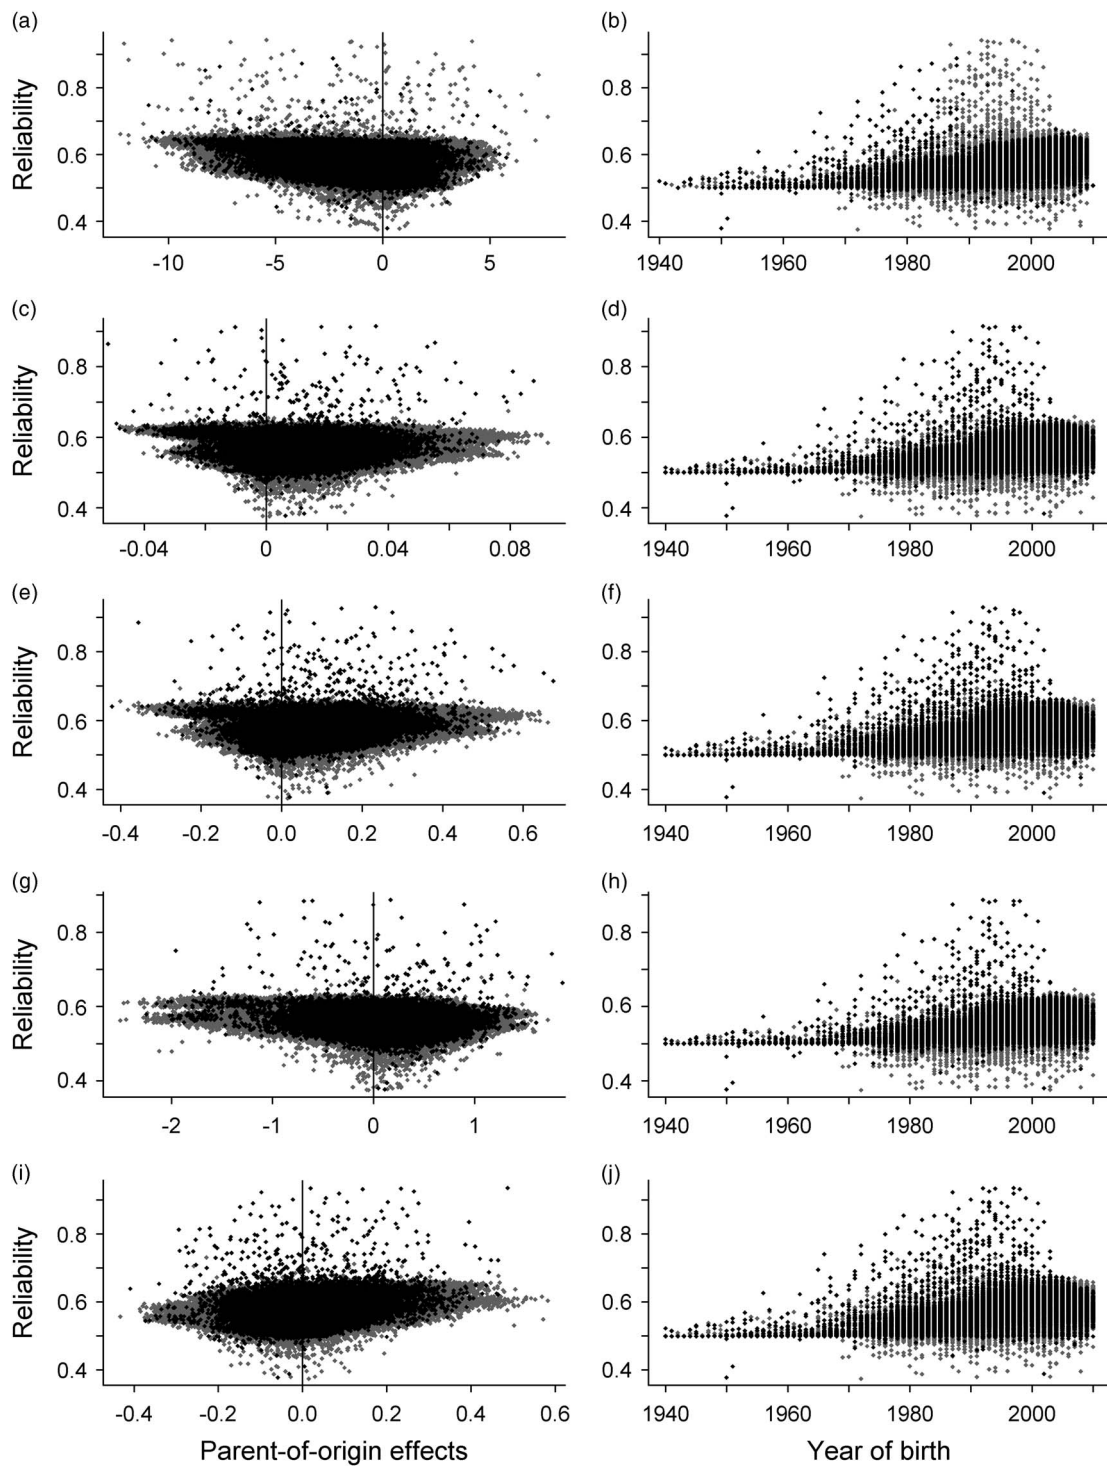 (a)
(b)
Reliability
0.8
0.6
0.4
-10 -5 0 5
0.8
0.6
0.4
1940 1960 1980 2000
(c)
(d)
Reliability
0.8
0.6
0.4
-0.04 0 0.04 0.08
0.8
0.6
0.4
1940 1960 1980 2000
(e)
(f)
Reliability
0.8
0.6
0.4
-0.4 -0.2 0.0 0.2 0.4 0.6
0.8
0.6
0.4
1940 1960 1980 2000
(g)
(h)
Reliability
0.8
0.6
0.4
-2 -1 0 1
0.8
0.6
0.4
1940 1960 1980 2000
(i)
(j)
Reliability
0.8
0.6
0.4
-0.4 -0.2 0.0 0.2 0.4 0.6
0.8
0.6
0.4
1940 1960 1980 2000
Parent-of-origin effects
Year of birth